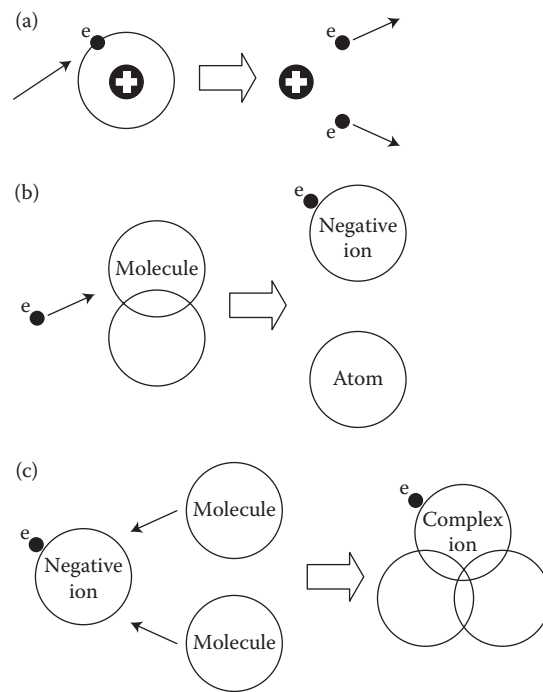 (a)
e
e
e
(b)
e
Molecule
e
Negative
ion
Atom
(c)
e
Negative
ion
Molecule
Molecule
e
Complex
ion